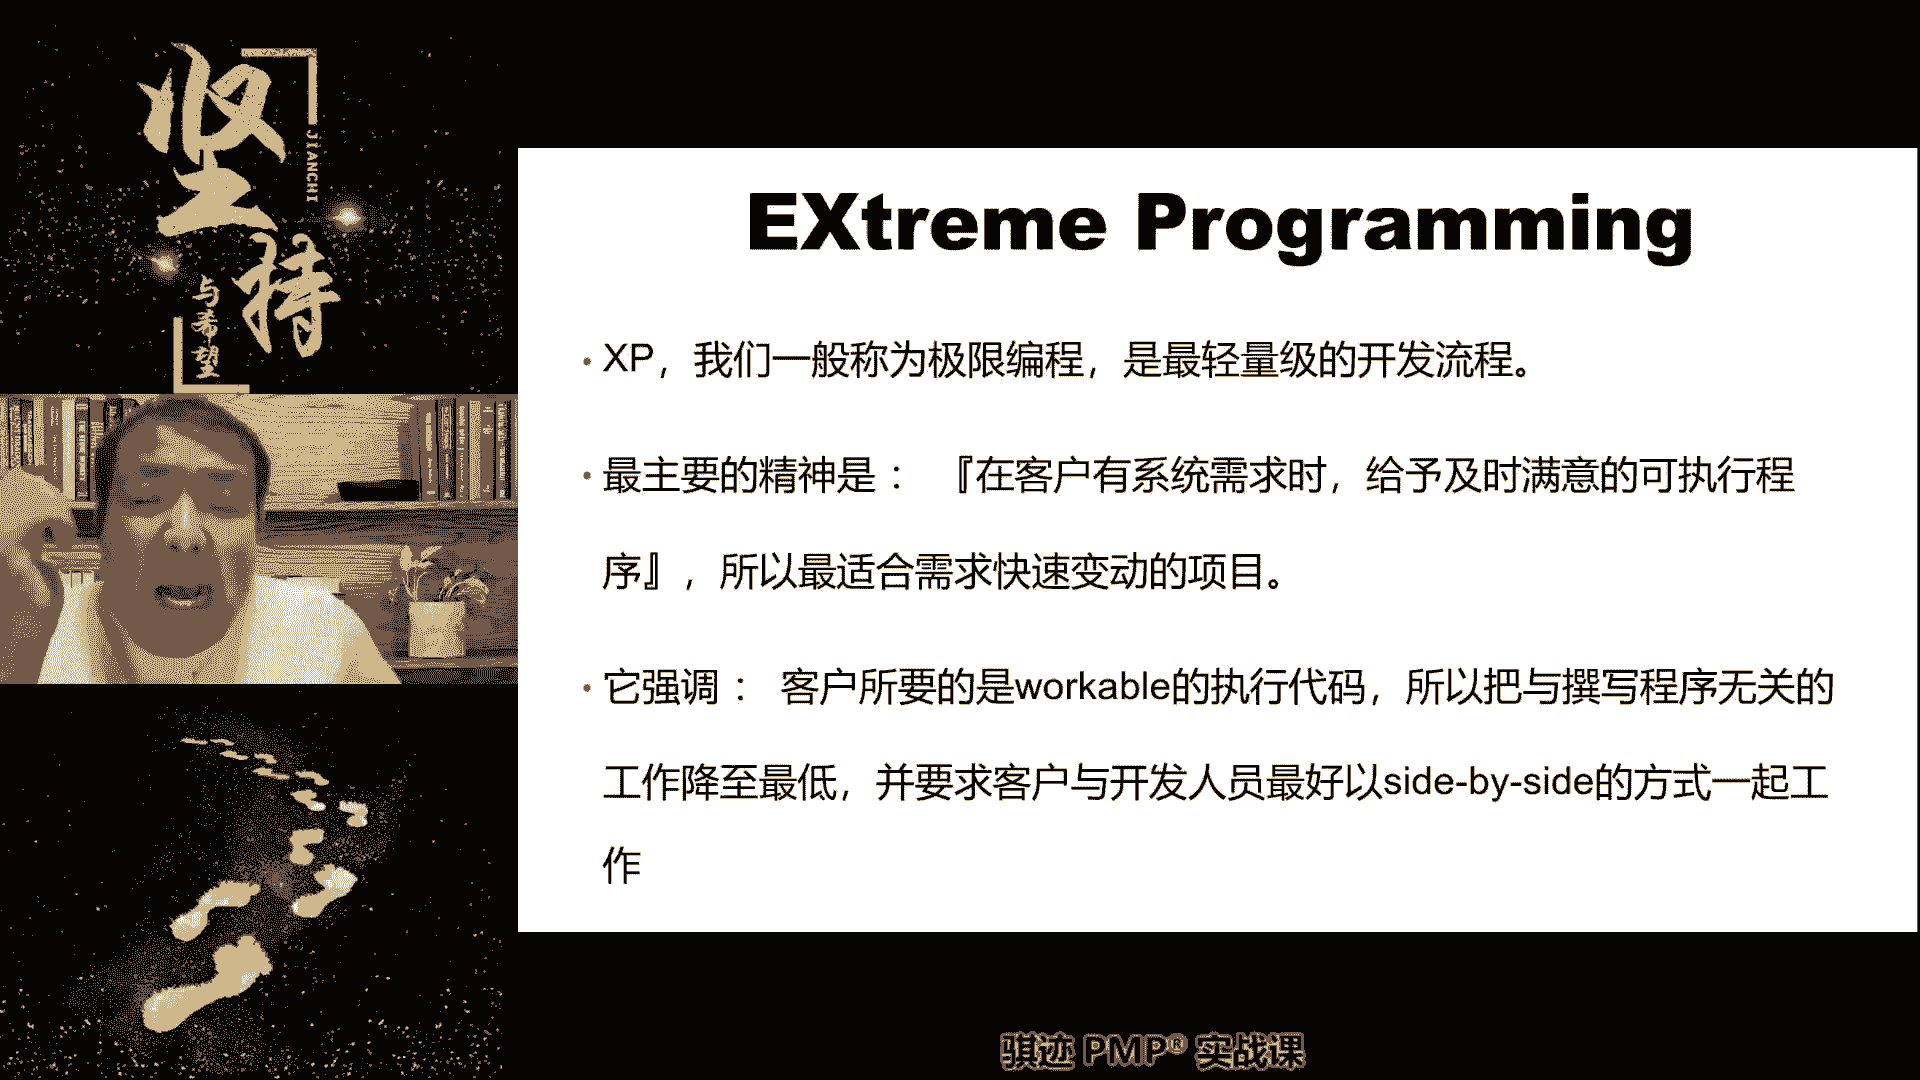 坚持
JIANCHI
与希望
EXtreme Programming
• XP，我们一般称为极限编程，是最轻量级的开发流程。
• 最主要的精神是： 『在客户有系统需求时，给予及时满意的可执行程
序』，所以最适合需求快速变动的项目。
• 它强调： 客户所要的是workable的执行代码，所以把与撰写程序无关的
工作降至最低，并要求客户与开发人员最好以side-by-side的方式一起工
作
骐迹 PMP® 实战课